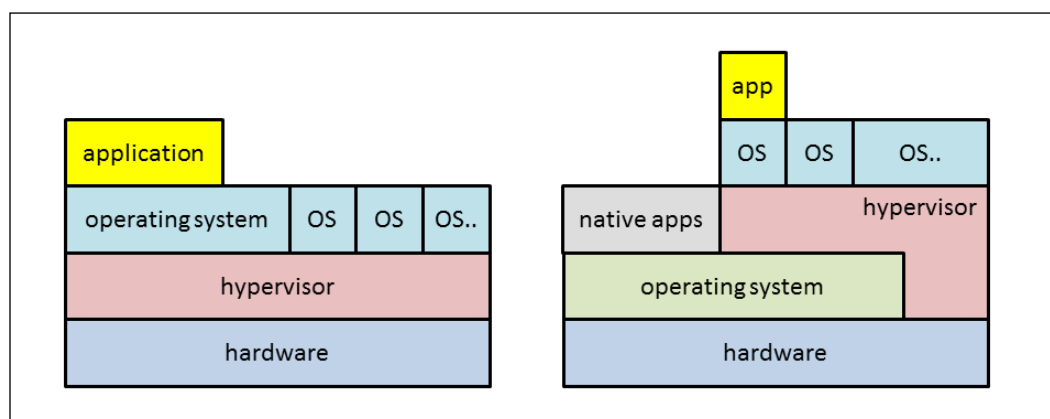 application
operating system OS OS OS..
hypervisor
hardware
app
OS OS OS..
native apps hypervisor
operating system
hardware